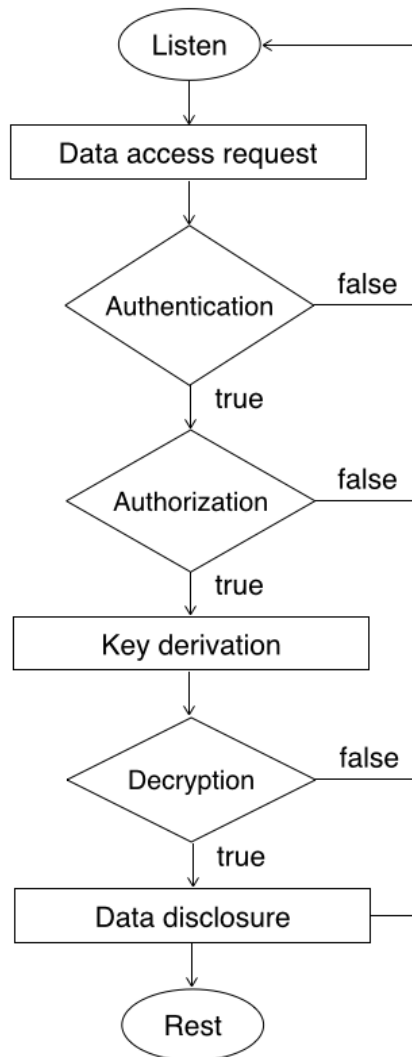 Listen
Data access request
Authentication
false
true
Authorization
false
true
Key derivation
Decryption
false
true
Data disclosure
Rest